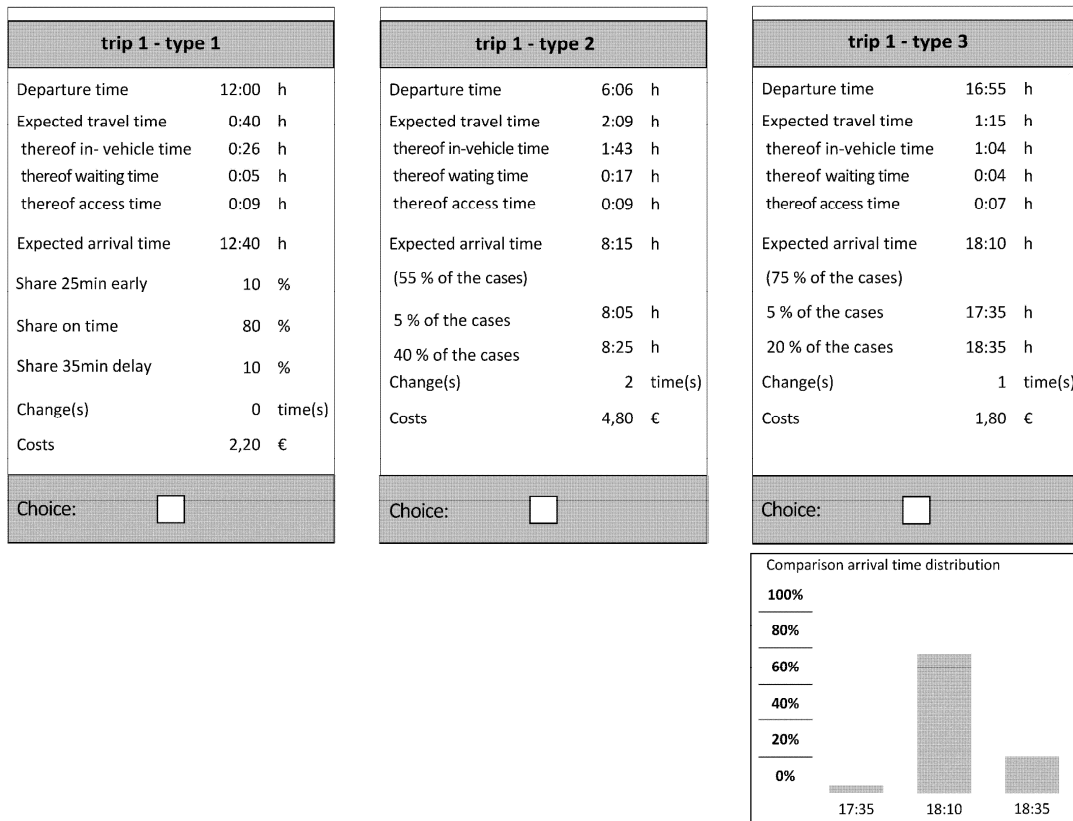 trip 1 - type 1
Departure time 12:00 h
Expected travel time 0:40 h
thereof in- vehicle time 0:26 h
thereof waiting time 0:05 h
thereof access time 0:09 h
Expected arrival time 12:40 h
Share 25min early 10 %
Share on time 80 %
Share 35min delay 10 %
Change(s) 0 time(s)
Costs 2,20 €
Choice:
trip 1 - type 2
Departure time 6:06 h
Expected travel time 2:09 h
thereof in-vehicle time 1:43 h
thereof wating time 0:17 h
thereof access time 0:09 h
Expected arrival time 8:15 h
(55 % of the cases)
5 % of the cases 8:05 h
40 % of the cases 8:25 h
Change(s) 2 time(s)
Costs 4,80 €
Choice:
trip 1 - type 3
Departure time 16:55 h
Expected travel time 1:15 h
thereof in-vehicle time 1:04 h
thereof waiting time 0:04 h
thereof access time 0:07 h
Expected arrival time 18:10 h
(75 % of the cases)
5 % of the cases 17:35 h
20 % of the cases 18:35 h
Change(s) 1 time(s)
Costs 1,80 €
Choice:
Comparison arrival time distribution
100%
80%
60%
40%
20%
0%
17:35 18:10 18:35